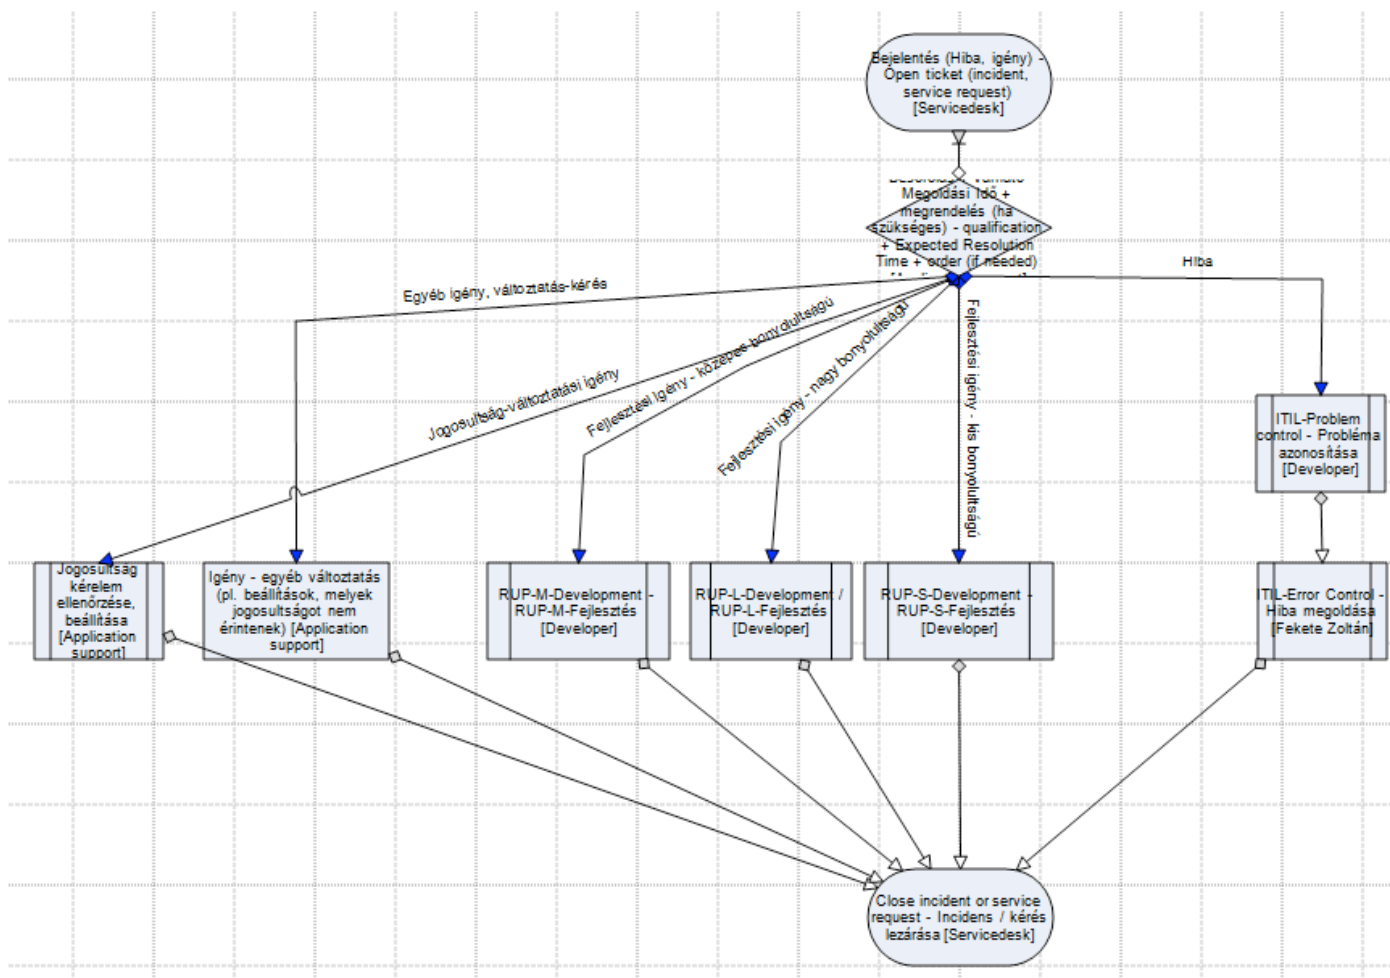 Bejelentés (Hiba, igény) -
Open ticket (incident,
service request)
[Servicedesk]
Megoldási Idő +
megrendelés (ha
szükséges) - qualification
+ Expected Resolution
Time + order (if needed)
Hiba
Egyéb igény, változtatás-kérés
Jogosultság-változtatási igény
Fejlesztési igény - közepes bonyolultságú
Fejlesztési igény - nagy bonyolultságú
Fejlesztési igény - kis bonyolultságú
ITIL-Problem
control - Probléma
azonosítása
[Developer]
Jogosultság
kérelem
ellenőrzése,
beállítása
[Application
support]
Igény - egyéb változtatás
(pl. beállítások, melyek
jogosultságot nem
érintenek) [Application
support]
RUP-M-Development -
RUP-M-Fejlesztés
[Developer]
RUP-L-Development /
RUP-L-Fejlesztés
[Developer]
RUP-S-Development -
RUP-S-Fejlesztés
[Developer]
ITIL-Error Control -
Hiba megoldása
[Fekete Zoltán]
Close incident or service
request - Incidens / kérés
lezárása [Servicedesk]